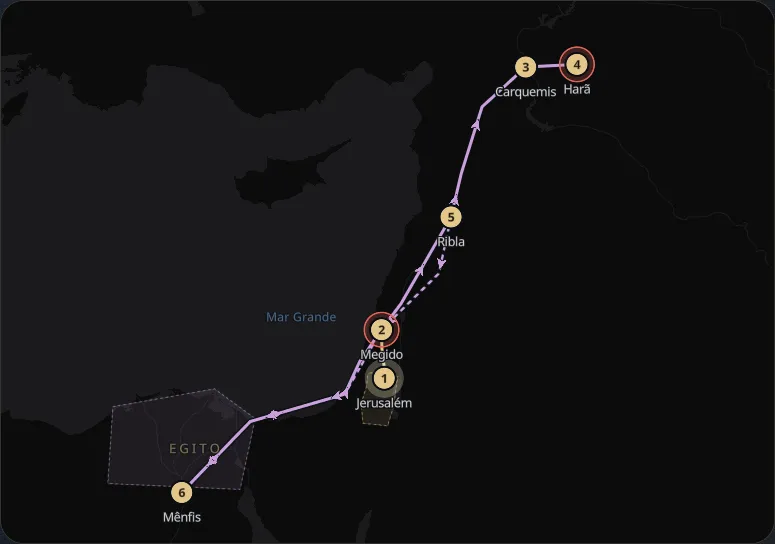 3
4
Carquemis
Harã
5
Ribla
Mar Grande
2
Megido
1
Jerusalém
EGITO
6
Mênfis